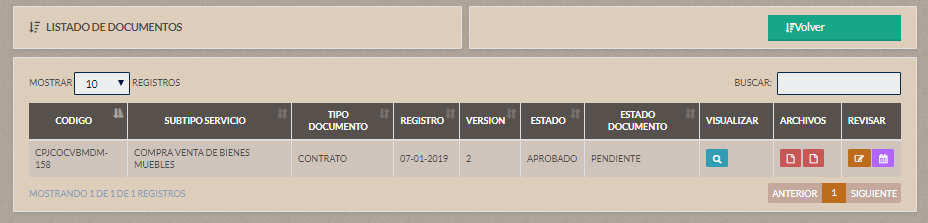 LISTADO DE DOCUMENTOS
Volver
MOSTRAR 10 REGISTROS
BUSCAR:
CODIGO SUBTIPO SERVICIO TIPO DOCUMENTO REGISTRO VERSION ESTADO ESTADO DOCUMENTO VISUALIZAR ARCHIVOS REVISAR
CPJCOCVBMDM-158 COMPRA VENTA DE BIENES MUEBLES CONTRATO 07-01-2019 2 APROBADO PENDIENTE
MOSTRANDO 1 DE 1 DE 1 REGISTROS
ANTERIOR 1 SIGUIENTE